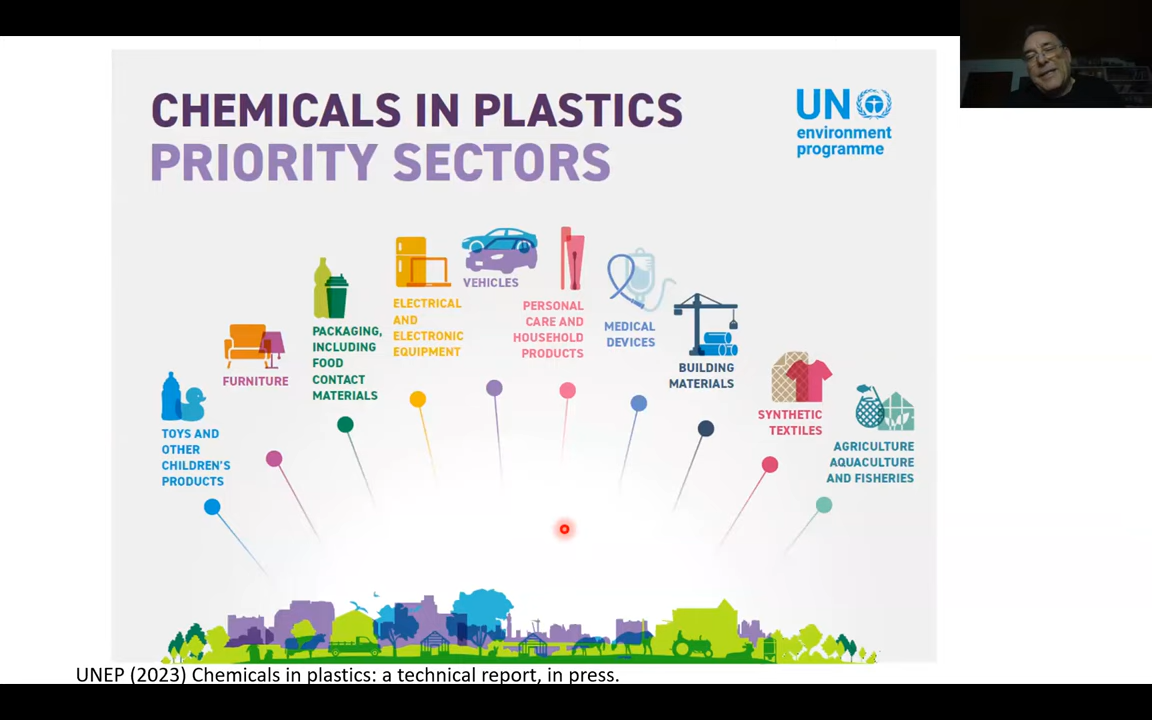 CHEMICALS IN PLASTICS
PRIORITY SECTORS
UN
environment
programme
TOYS AND
OTHER
CHILDREN'S
PRODUCTS
FURNITURE
PACKAGING,
INCLUDING
FOOD
CONTACT
MATERIALS
ELECTRICAL
AND
ELECTRONIC
EQUIPMENT
VEHICLES
PERSONAL
CARE AND
HOUSEHOLD
PRODUCTS
MEDICAL
DEVICES
BUILDING
MATERIALS
SYNTHETIC
TEXTILES
AGRICULTURE
AQUACULTURE
AND FISHERIES
UNEP (2023) Chemicals in plastics: a technical report, in press.